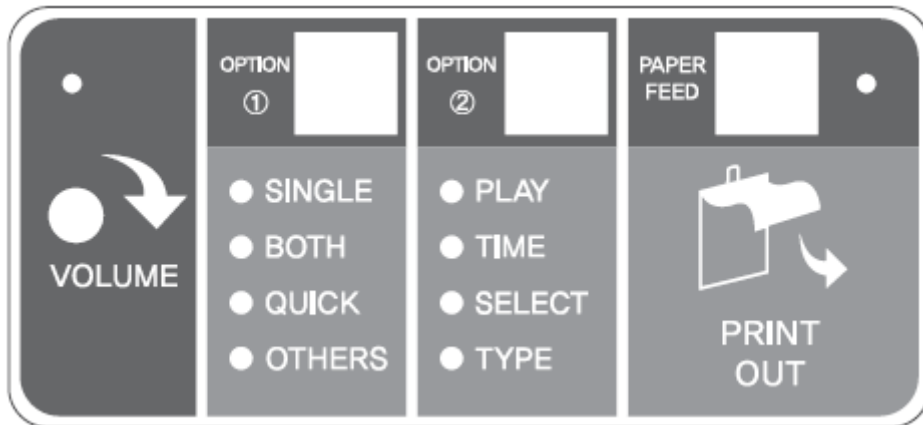 VOLUME
OPTION
①
SINGLE
BOTH
QUICK
OTHERS
OPTION
②
PLAY
TIME
SELECT
TYPE
PAPER
FEED
PRINT
OUT